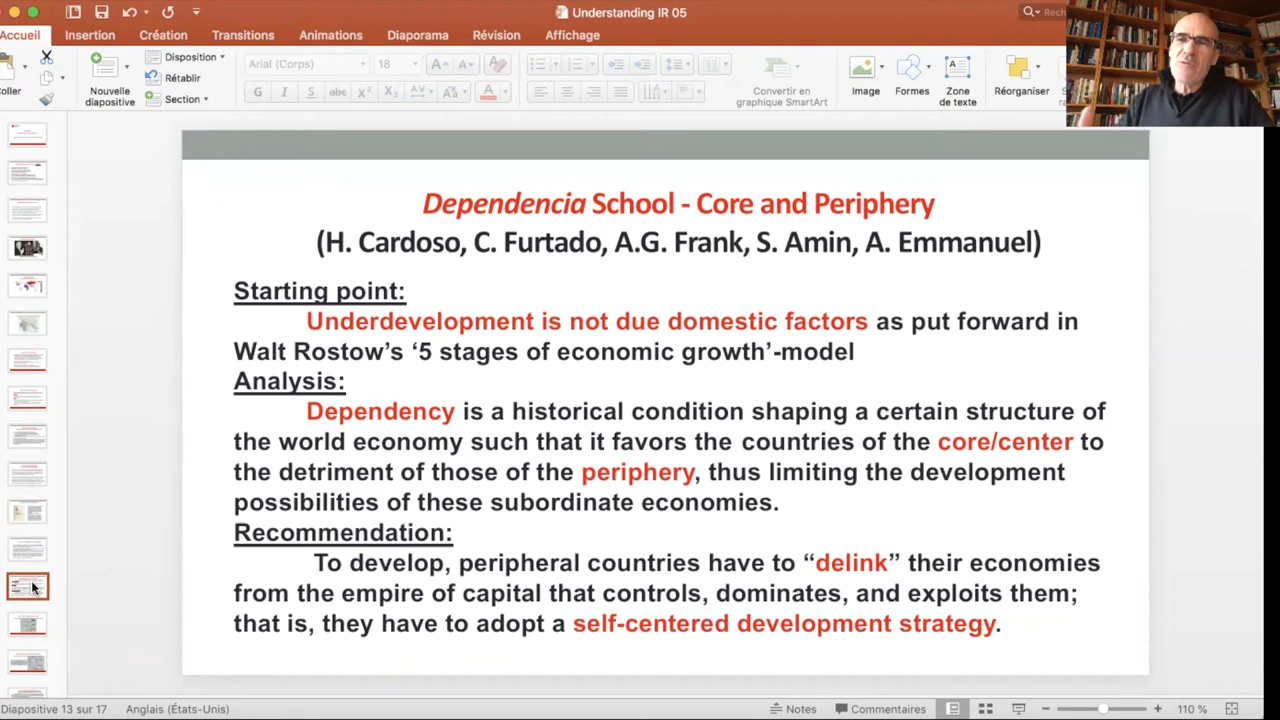 Understanding IR 05
Rech
Accueil
Insertion
Création
Transitions
Animations
Diaporama
Révision
Affichage
Coller
Nouvelle
diapositive
Disposition
Rétablir
Section
Arial (Corps)
18
G I S abc X² X₂
Convertir en
graphique SmartArt
Image
Formes
Zone
de texte
Réorganiser
Dependencia School - Core and Periphery
(H. Cardoso, C. Furtado, A.G. Frank, S. Amin, A. Emmanuel)
Starting point:
Underdevelopment is not due domestic factors as put forward in
Walt Rostow's ‘5 stages of economic growth’-model
Analysis:
Dependency is a historical condition shaping a certain structure of
the world economy such that it favors the countries of the core/center to
the detriment of those of the periphery, thus limiting the development
possibilities of these subordinate economies.
Recommendation:
To develop, peripheral countries have to “delink” their economies
from the empire of capital that controls, dominates, and exploits them;
that is, they have to adopt a self-centered development strategy.
Diapositive 13 sur 17
Anglais (États-Unis)
Notes
Commentaires
110 %